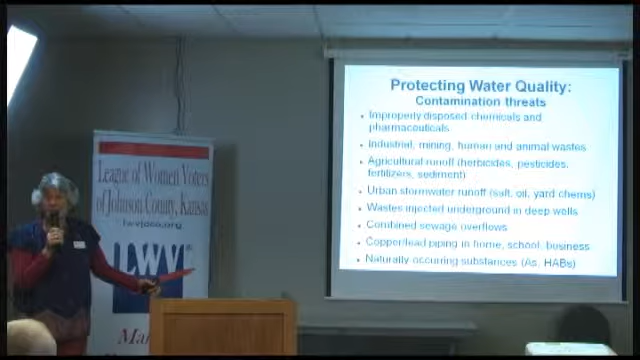 Protecting Water Quality:
Contamination threats
• Improperly disposed chemicals and
pharmaceuticals
• Industrial, mining, human and animal wastes
• Agricultural runoff (herbicides, pesticides,
fertilizers, sediment)
• Urban stormwater runoff (salt, oil, yard chems)
• Wastes injected underground in deep wells
• Combined sewage overflows
• Copper/lead piping in home, school, business
• Naturally occurring substances (As, HABs)
League of Women Voters
of Johnson County, Kansas
lwvjoco.org
LWV®